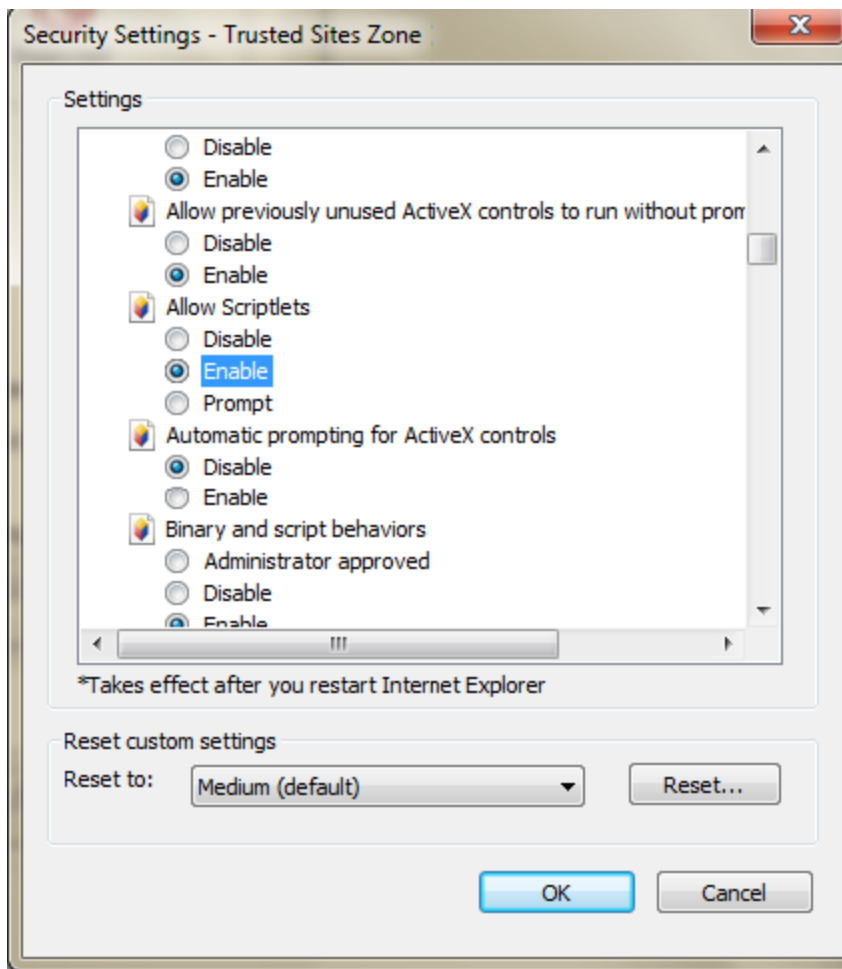 Security Settings - Trusted Sites Zone
Settings
Disable
Enable
Allow previously unused ActiveX controls to run without prom
Disable
Enable
Allow Scriptlets
Disable
Enable
Prompt
Automatic prompting for ActiveX controls
Disable
Enable
Binary and script behaviors
Administrator approved
Disable
Enable
*Takes effect after you restart Internet Explorer
Reset custom settings
Reset to: Medium (default) Reset...
OK Cancel